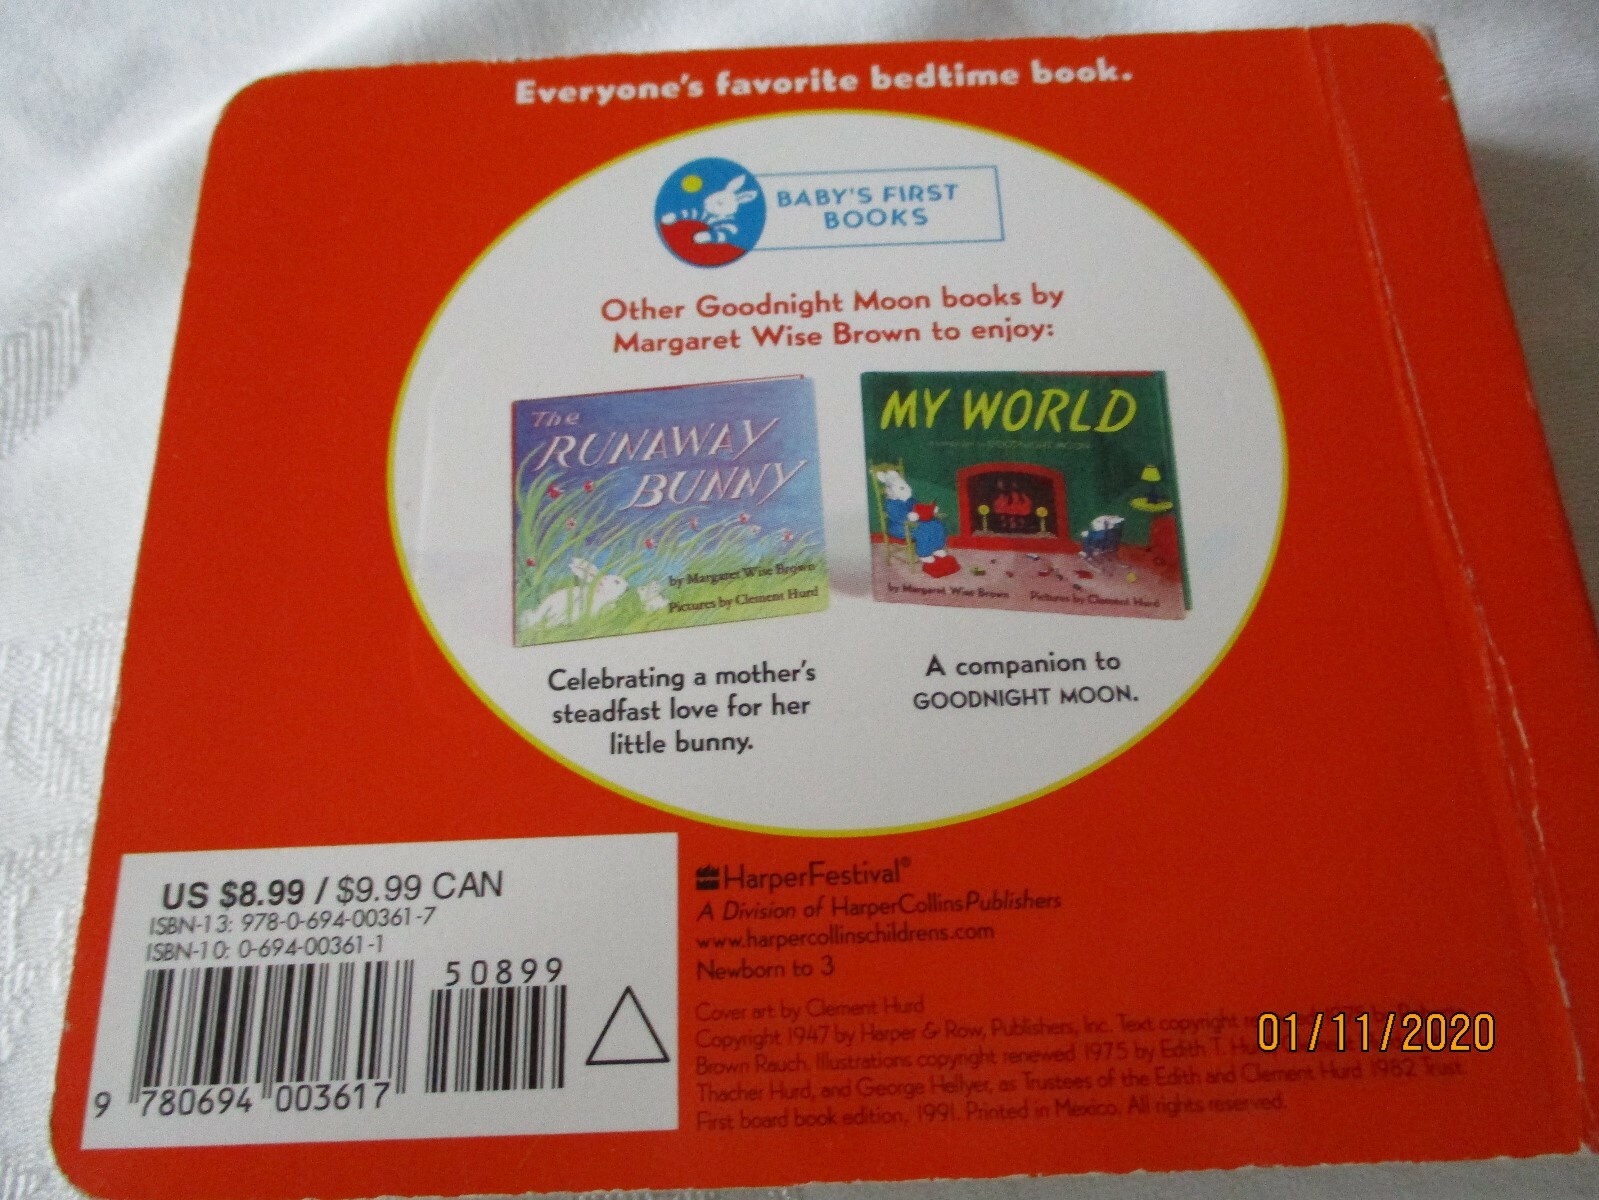 Everyone's favorite bedtime book.
BABY'S FIRST
BOOKS
Other Goodnight Moon books by
Margaret Wise Brown to enjoy:
The
RUNAWAY
BUNNY
by Margaret Wise Brown
Pictures by Clement Hurd
MY WORLD
GOODNIGHT MOON
by Margaret Wise Brown Pictures by Clement Hurd
Celebrating a mother's
steadfast love for her
little bunny.
A companion to
GOODNIGHT MOON.
US $8.99 / $9.99 CAN
ISBN-13: 978-0-694-00361-7
ISBN-10: 0-694-00361-1
50899
9 780694 003617
HarperFestival®
A Division of HarperCollinsPublishers
www.harpercollinschildrens.com
Newborn to 3
Cover art by Clement Hurd
Copyright 1947 by Harper & Row, Publishers, Inc. Text copyright
Brown Rauch. Illustrations copyright renewed 1975 by Edith T.
Thacher Hurd, and George Hellyer, as Trustees of the Edith and Clement Hurd 1982 Trust.
First board book edition, 1991. Printed in Mexico. All rights reserved.
01/11/2020